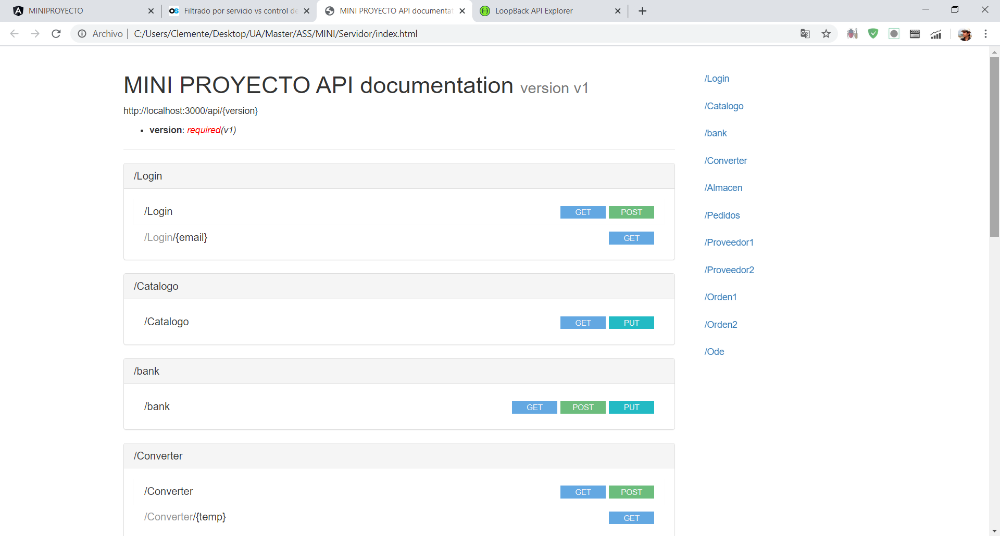 MINIPROYECTO
Filtrado por servicio vs control de
MINI PROYECTO API documentat
LoopBack API Explorer
Archivo
C:/Users/Clemente/Desktop/UA/Master/ASS/MINI/Servidor/index.html
MINI PROYECTO API documentation version v1
http://localhost:3000/api/{version}
• version: required(v1)
/Login
/Login GET POST
/Login/{email} GET
/Catalogo
/Catalogo GET PUT
/bank
/bank GET POST PUT
/Converter
/Converter GET POST
/Converter/{temp} GET
/Login
/Catalogo
/bank
/Converter
/Almacen
/Pedidos
/Proveedor1
/Proveedor2
/Orden1
/Orden2
/Ode